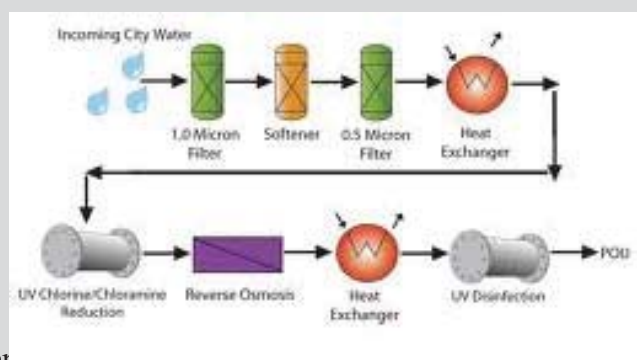 Incoming City Water
1.0 Micron
Filter
Softener
0.5 Micron
Filter
Heat
Exchanger
UV Chlorine/Chloramine
Reduction
Reverse Osmosis
Heat
Exchanger
UV Disinfection
POU